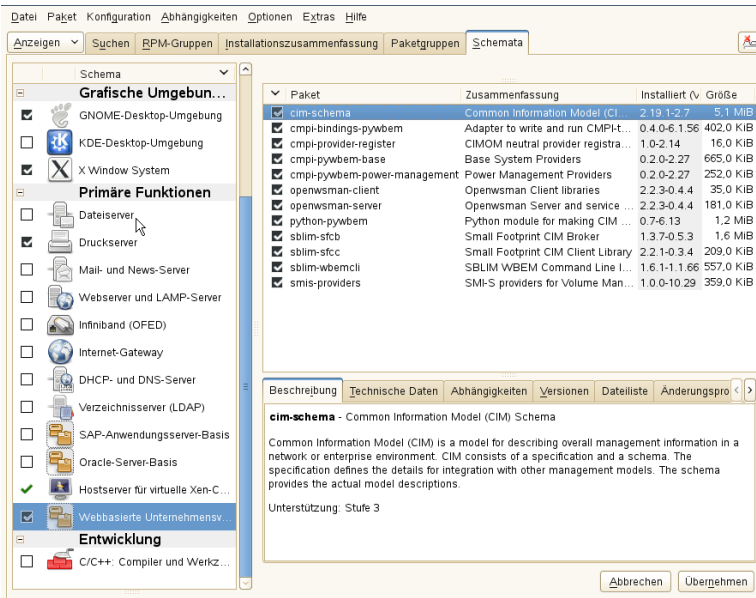 Datei Paket Konfiguration Abhängigkeiten Optionen Extras Hilfe
Anzeigen Suchen RPM-Gruppen Installationszusammenfassung Paketgruppen Schemata
Schema
Grafische Umgebun...
GNOME-Desktop-Umgebung
KDE-Desktop-Umgebung
X Window System
Primäre Funktionen
Dateiserver
Druckserver
Mail- und News-Server
Webserver und LAMP-Server
Infiniband (OFED)
Internet-Gateway
DHCP- und DNS-Server
Verzeichnisserver (LDAP)
SAP-Anwendungsserver-Basis
Oracle-Server-Basis
Hostserver für virtuelle Xen-C...
Webbasierte Unternehmensv...
Entwicklung
C/C++: Compiler und Werkz...
Paket Zusammenfassung Installiert (V Größe
cim-schema Common Information Model (CI... 2.19.1-2.7 5,1 MiB
cmpi-bindings-pywbem Adapter to write and run CMPI-t... 0.4.0-6.1.56 402,0 KiB
cmpi-provider-register CIMOM neutral provider registra... 1.0-2.14 16,0 KiB
cmpi-pywbem-base Base System Providers 0.2.0-2.27 665,0 KiB
cmpi-pywbem-power-management Power Management Providers 0.2.0-2.27 252,0 KiB
openwsman-client Openwsman Client libraries 2.2.3-0.4.4 35,0 KiB
openwsman-server Openwsman Server and service ... 2.2.3-0.4.4 181,0 KiB
python-pywbem Python module for making CIM ... 0.7-6.13 1,2 MiB
sblim-sfcb Small Footprint CIM Broker 1.3.7-0.5.3 1,6 MiB
sblim-sfcc Small Footprint CIM Client Library 2.2.1-0.3.4 209,0 KiB
sblim-wbemcli SBLIM WBEM Command Line I... 1.6.1-1.1.66 557,0 KiB
smis-providers SMI-S providers for Volume Man... 1.0.0-10.29 359,0 KiB
Beschreibung Technische Daten Abhängigkeiten Versionen Dateiliste Änderungspro
cim-schema - Common Information Model (CIM) Schema
Common Information Model (CIM) is a model for describing overall management information in a
network or enterprise environment. CIM consists of a specification and a schema. The
specification defines the details for integration with other management models. The schema
provides the actual model descriptions.
Unterstützung: Stufe 3
Abbrechen Übernehmen